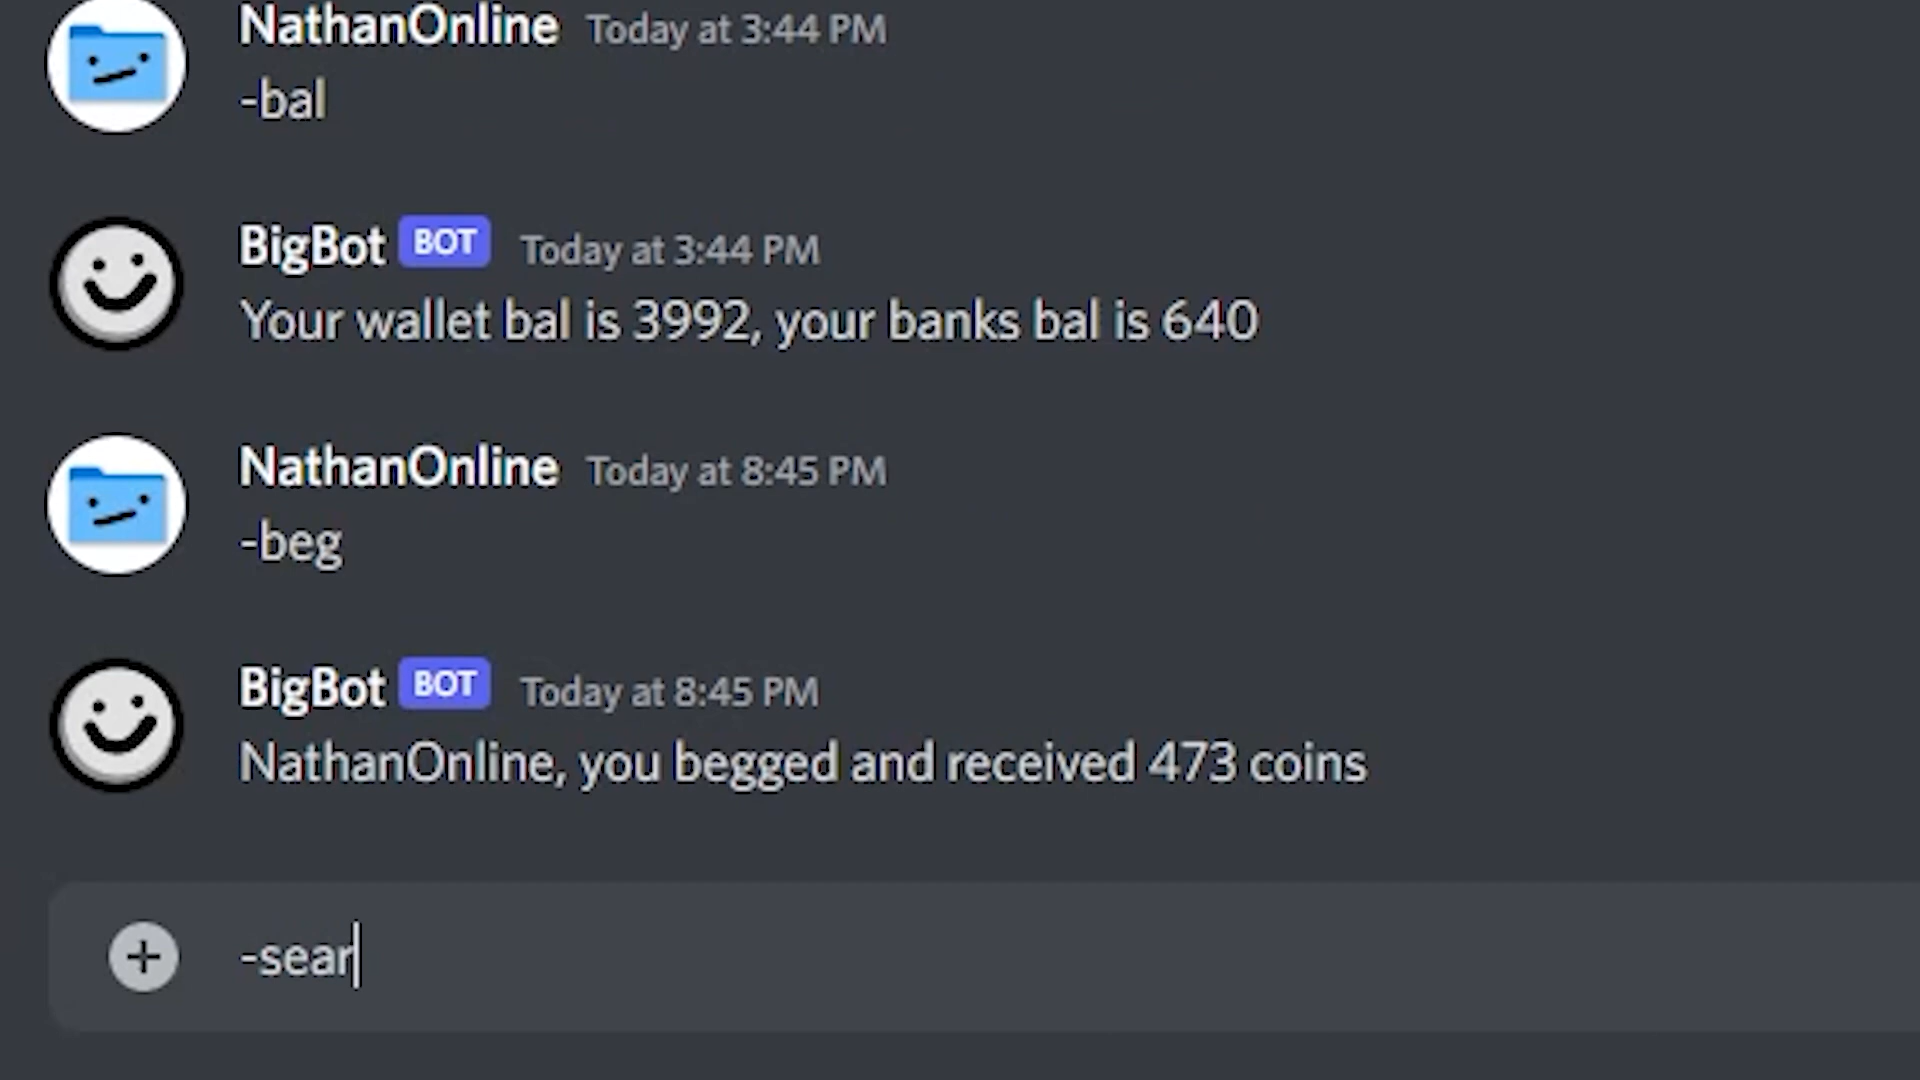 NathanOnline Today at 3:44 PM
-bal
BigBot BOT Today at 3:44 PM
Your wallet bal is 3992, your banks bal is 640
NathanOnline Today at 8:45 PM
-beg
BigBot BOT Today at 8:45 PM
NathanOnline, you begged and received 473 coins
-sear